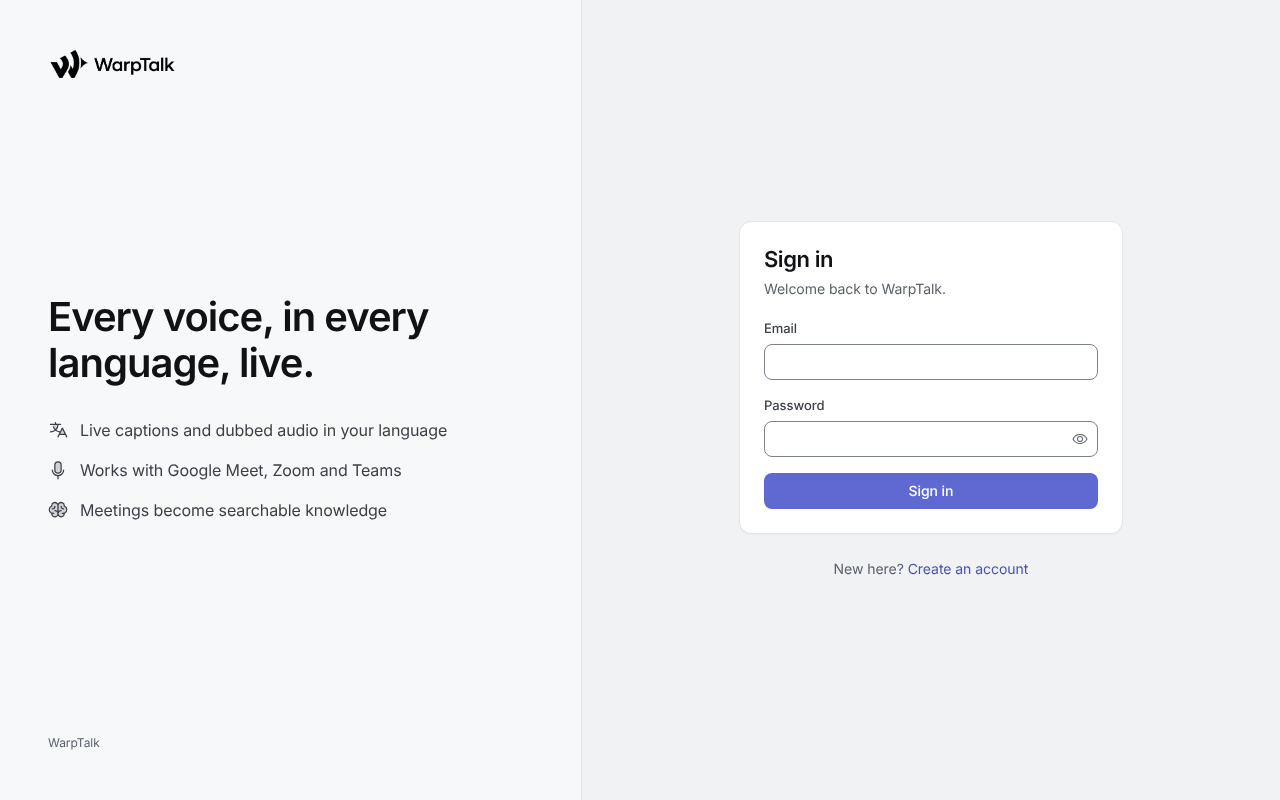 WarpTalk
Every voice, in every
language, live.
Live captions and dubbed audio in your language
Works with Google Meet, Zoom and Teams
Meetings become searchable knowledge
WarpTalk
Sign in
Welcome back to WarpTalk.
Email
Password
Sign in
New here? Create an account